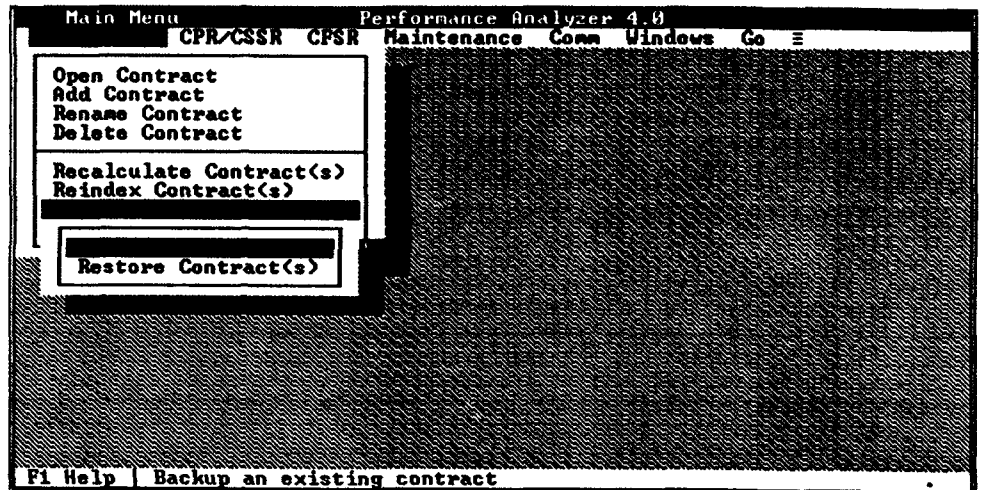 Main Menu Performance Analyzer 4.0
CPR/CSSR CFSR Maintenance Comm Windows Go ≡
Open Contract
Add Contract
Rename Contract
Delete Contract
Recalculate Contract(s)
Reindex Contract(s)
Restore Contract(s)
F1 Help | Backup an existing contract